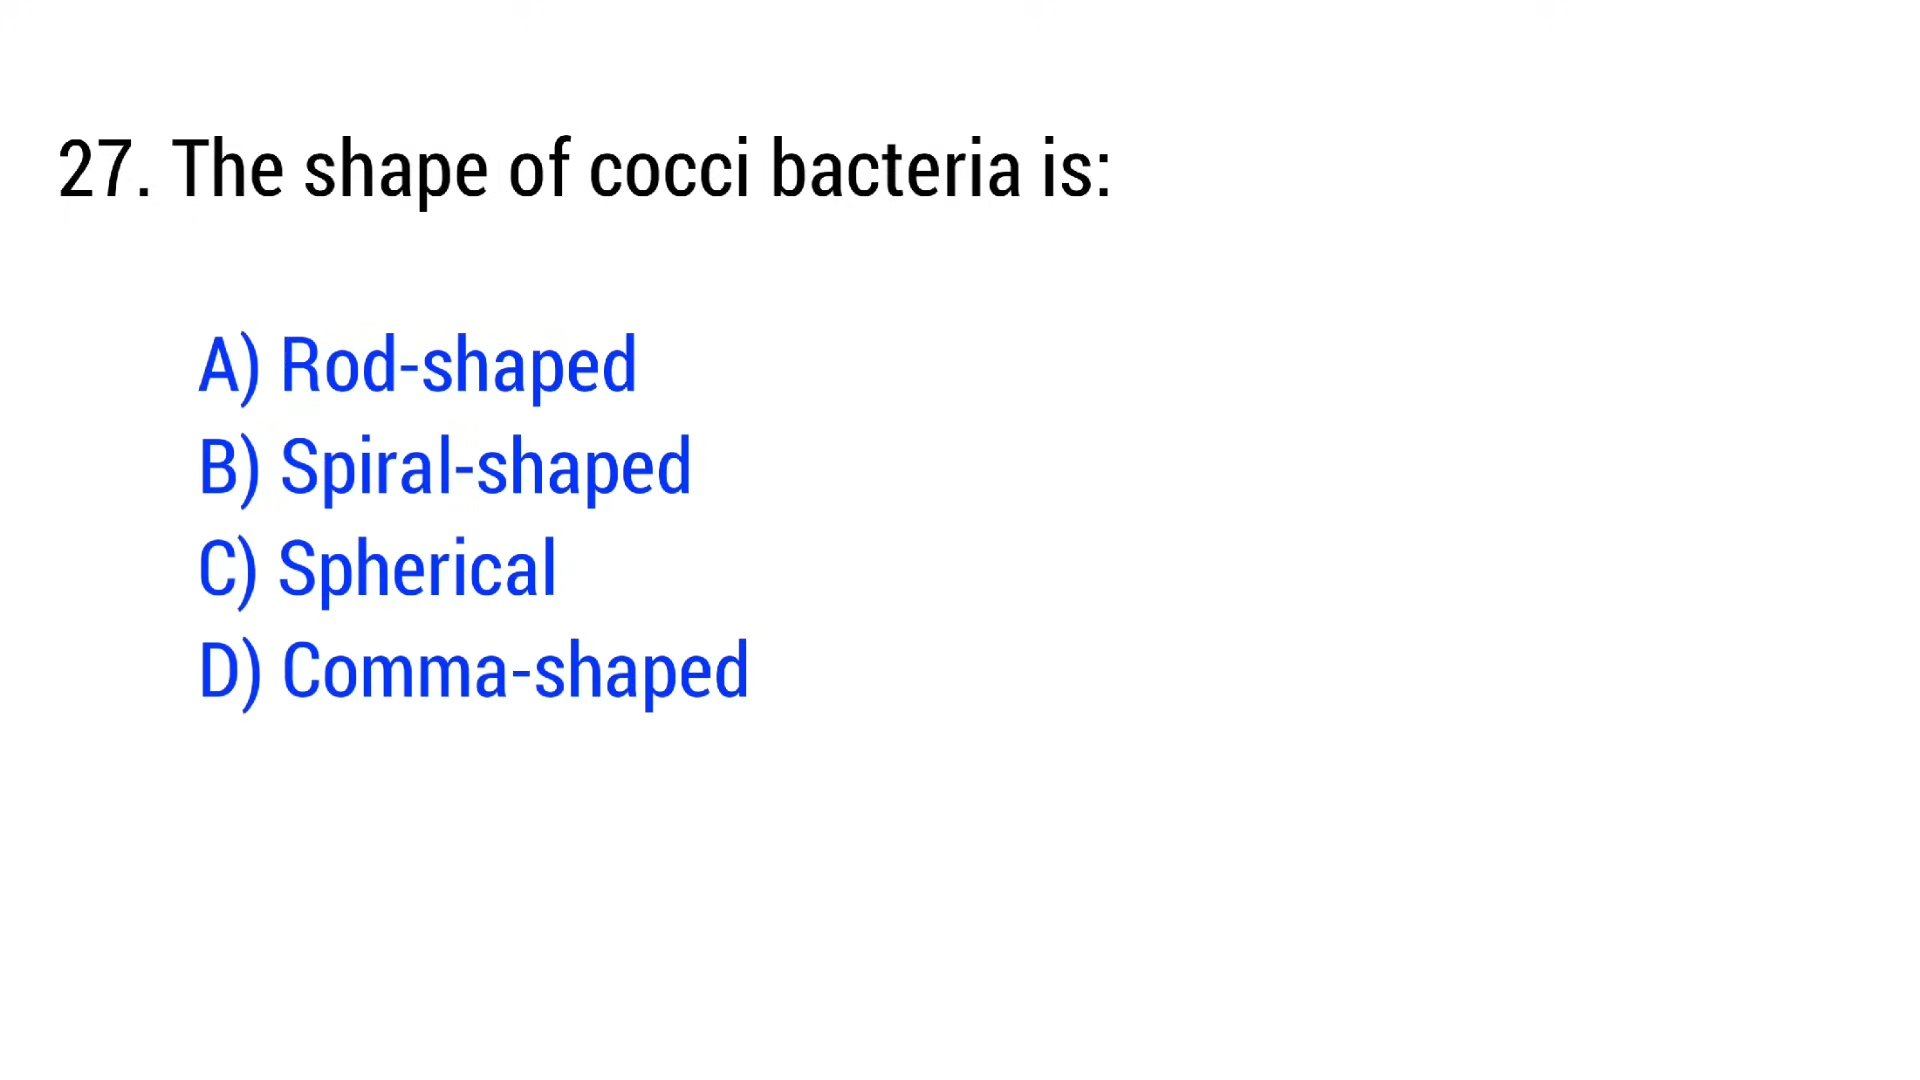 27. The shape of cocci bacteria is:
A) Rod-shaped
B) Spiral-shaped
C) Spherical
D) Comma-shaped